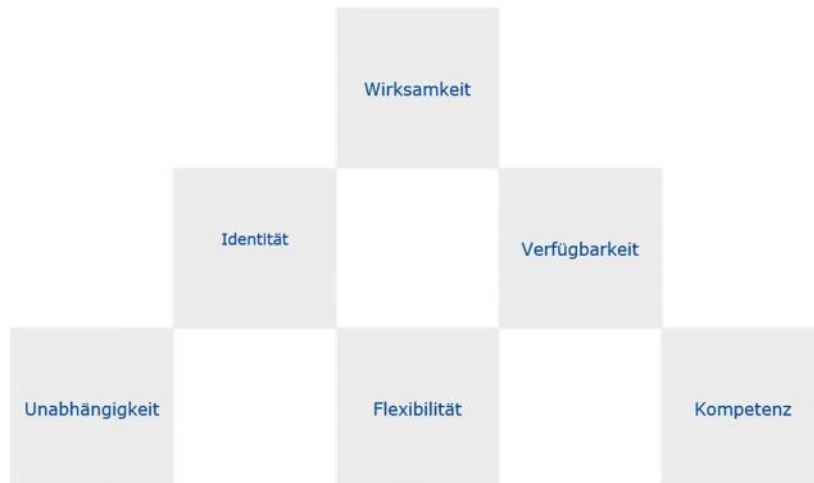 Wirksamkeit
Identität
Verfügbarkeit
Unabhängigkeit
Flexibilität
Kompetenz